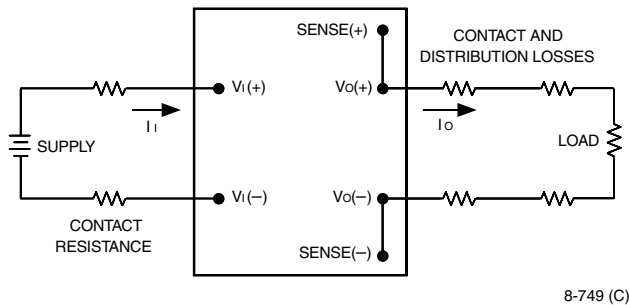 SENSE(+)
CONTACT AND
DISTRIBUTION LOSSES
VI(+)
VO(+)
II
IO
SUPPLY
LOAD
VI(–)
VO(–)
CONTACT
RESISTANCE
SENSE(–)
8-749 (C)